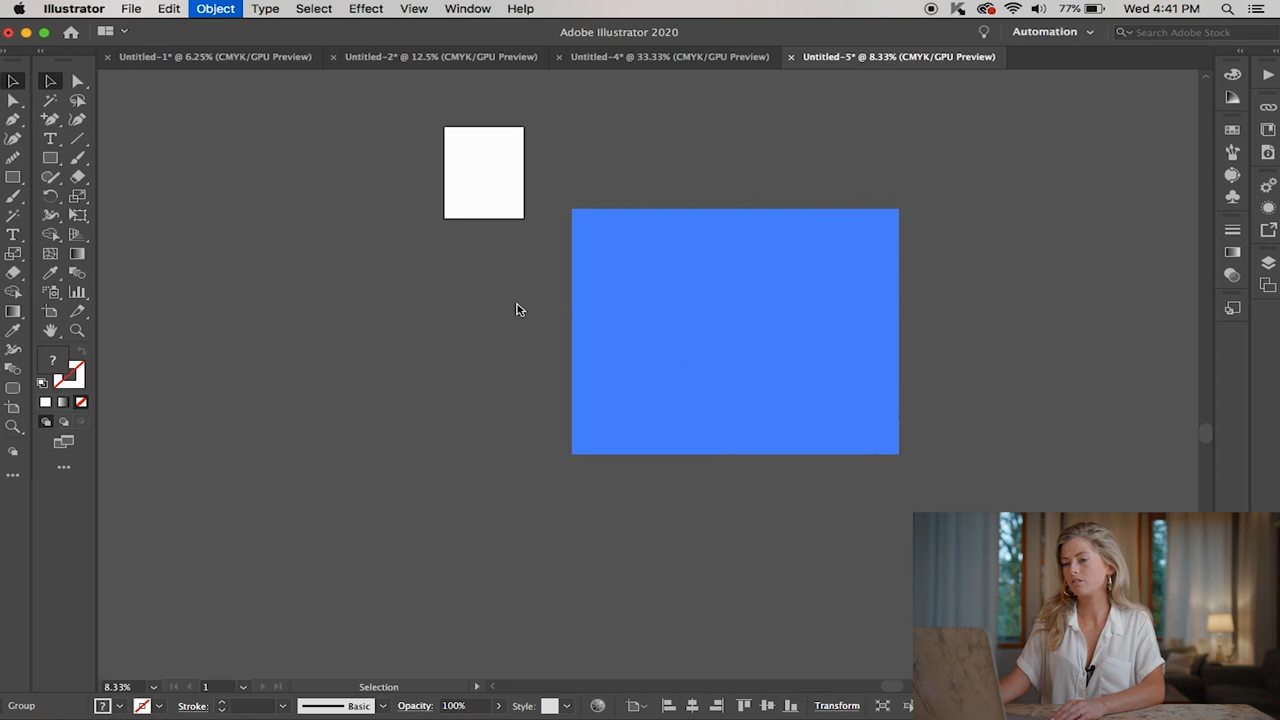 Illustrator File Edit Object Type Select Effect View Window Help 77% Wed 4:41 PM
Adobe Illustrator 2020 Automation Search Adobe Stock
Untitled-1* @ 6.25% (CMYK/GPU Preview) Untitled-2* @ 12.5% (CMYK/GPU Preview) Untitled-4* @ 33.33% (CMYK/GPU Preview) Untitled-5* @ 8.33% (CMYK/GPU Preview)
?
8.33% 1 Selection
Group ? Stroke: Basic Opacity: 100% Style: Transform